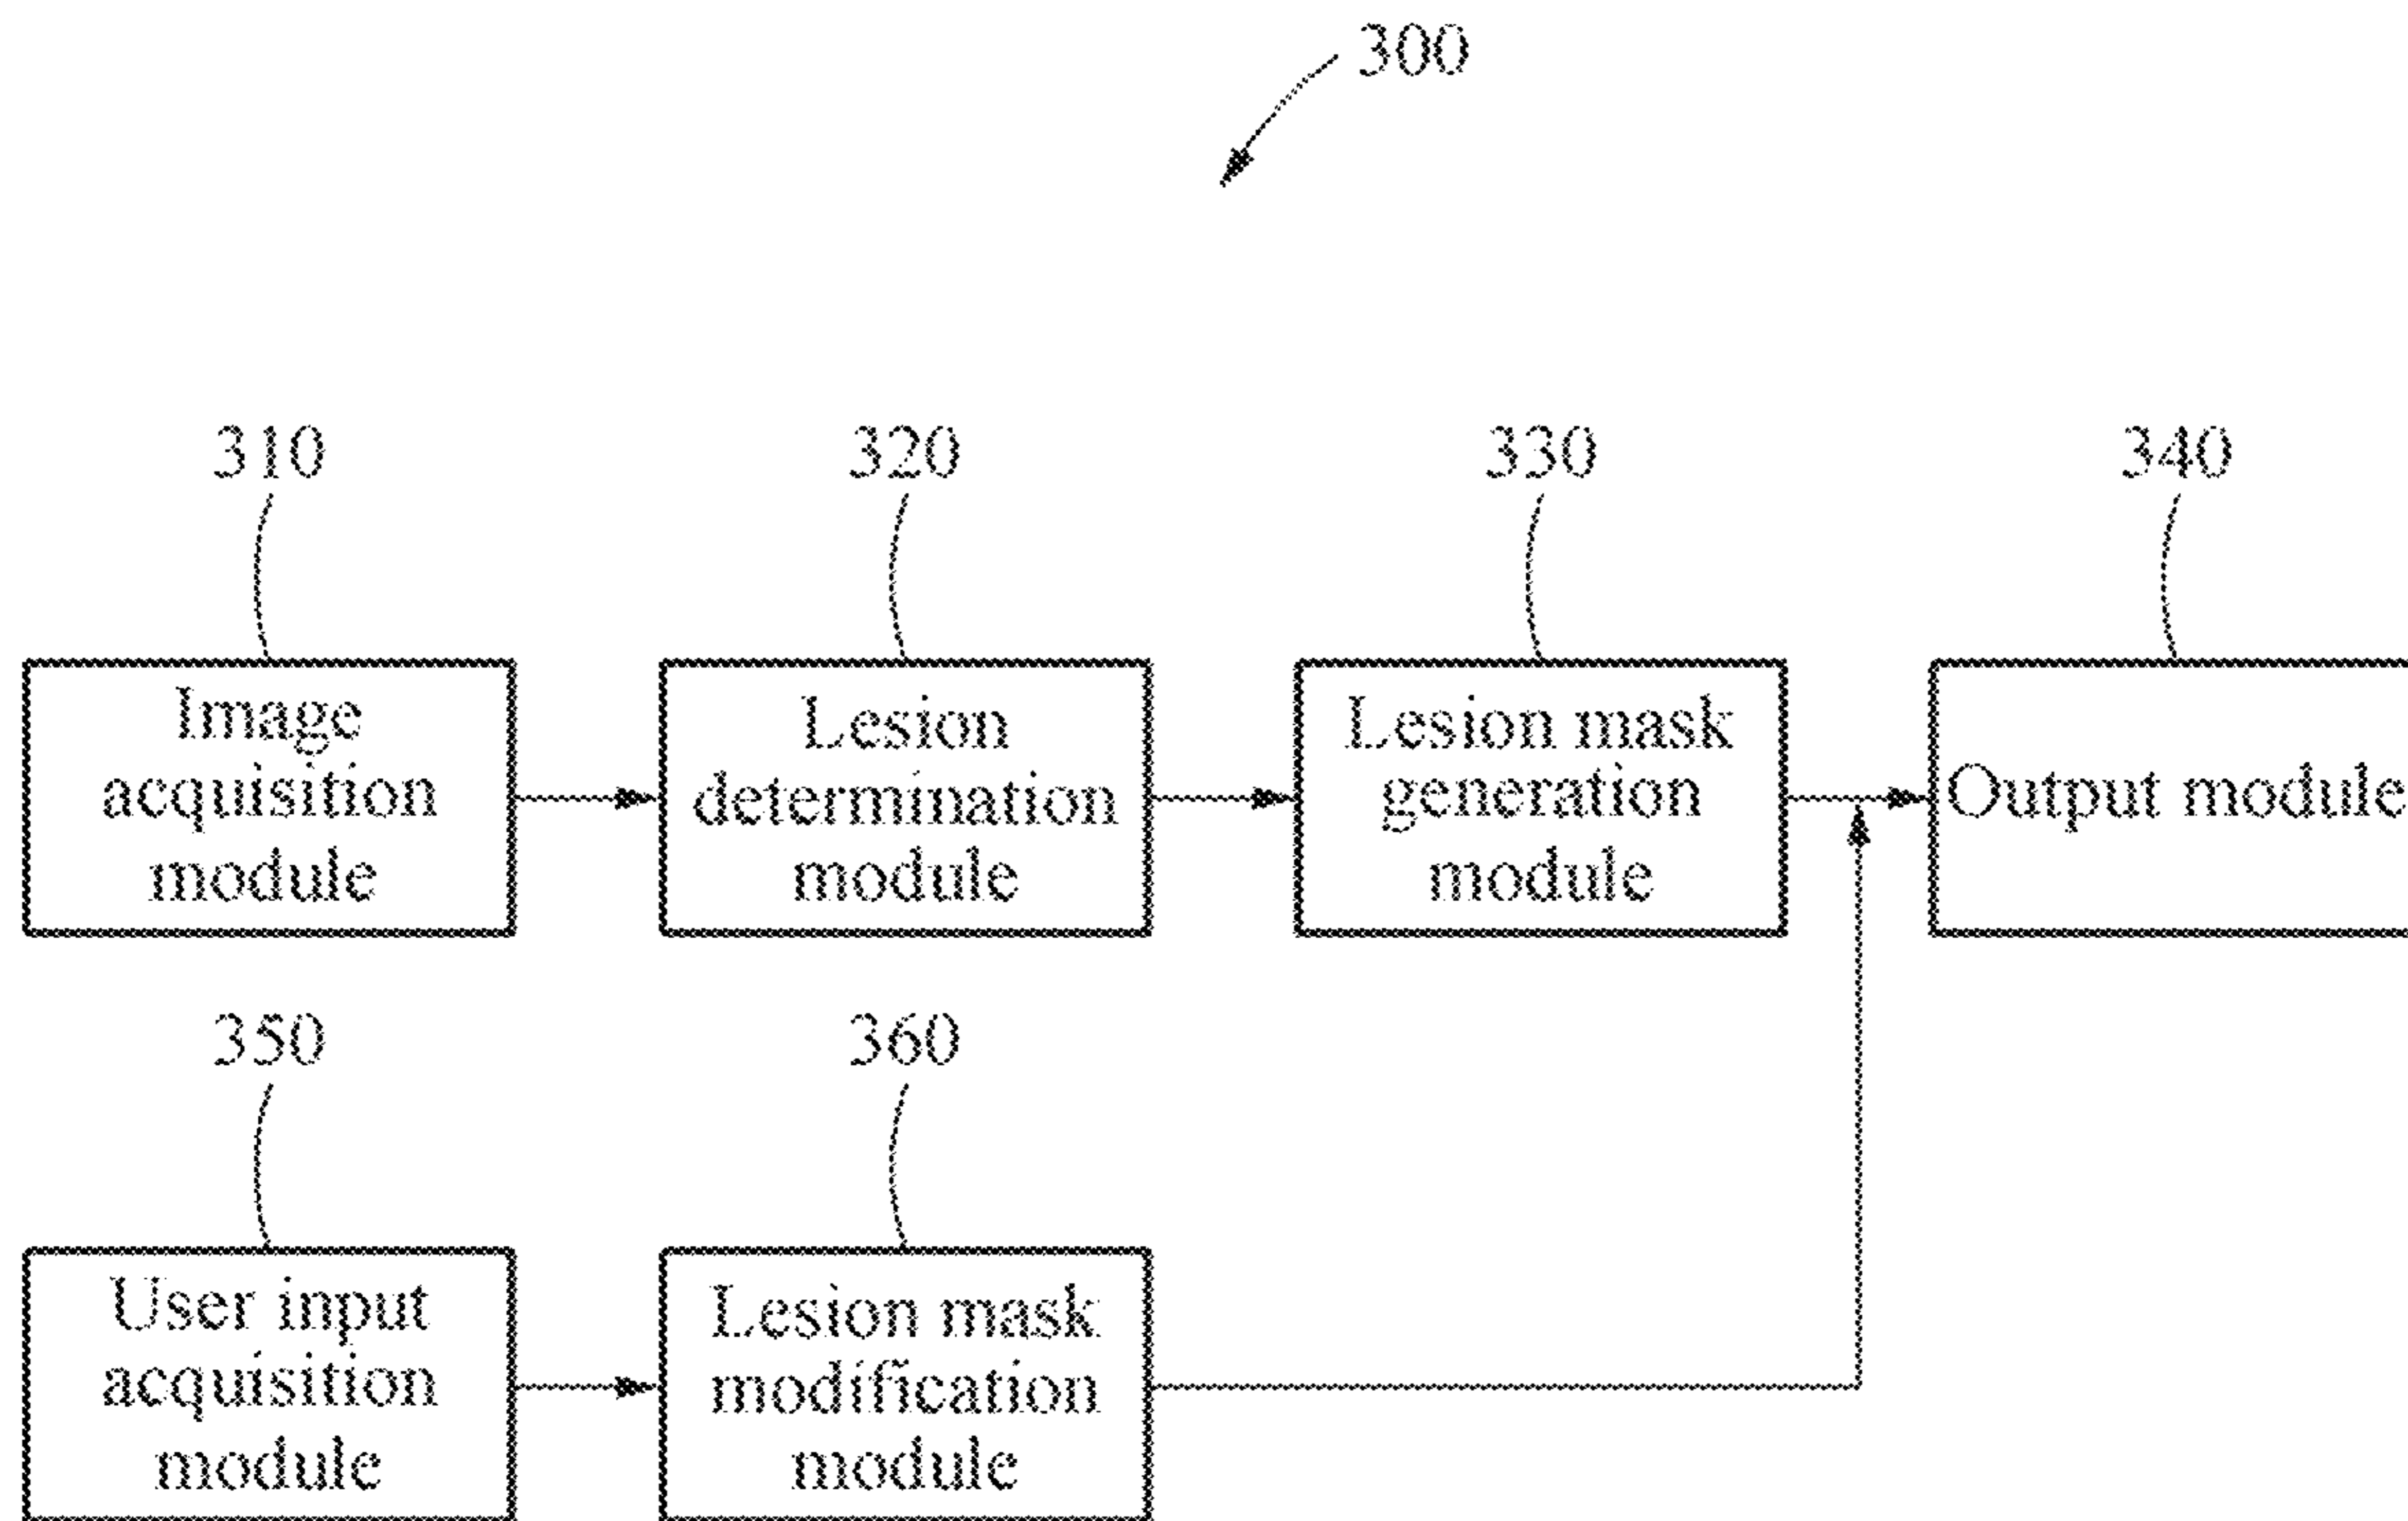 300
310
320
330
340
Image
acquisition
module
Lesion
determination
module
Lesion mask
generation
module
Output module
350
360
User input
acquisition
module
Lesion mask
modification
module